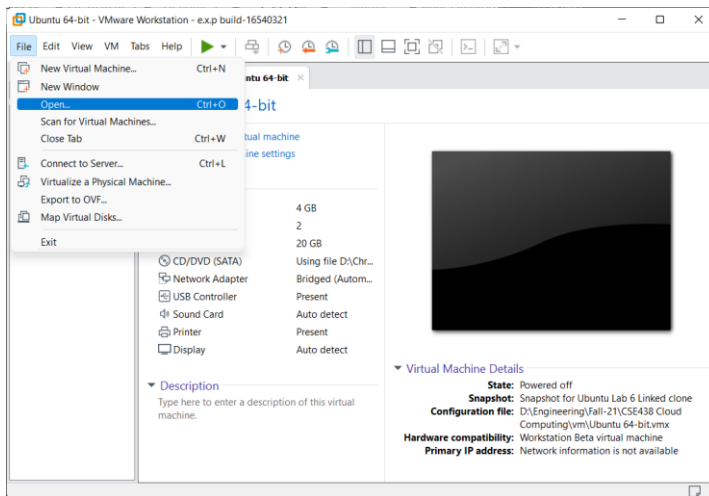 Ubuntu 64-bit - VMware Workstation - e.x.p build-16540321
File Edit View VM Tabs Help
New Virtual Machine... Ctrl+N
New Window
Open... Ctrl+O
Scan for Virtual Machines...
Close Tab Ctrl+W
Connect to Server... Ctrl+L
Virtualize a Physical Machine...
Export to OVF...
Map Virtual Disks...
Exit
ntu 64-bit
4-bit
tual machine
ine settings
4 GB
2
20 GB
CD/DVD (SATA) Using file D:\Chr...
Network Adapter Bridged (Autom...
USB Controller Present
Sound Card Auto detect
Printer Present
Display Auto detect
Description
Type here to enter a description of this virtual
machine.
Virtual Machine Details
State: Powered off
Snapshot: Snapshot for Ubuntu Lab 6 Linked clone
Configuration file: D:\Engineering\Fall-21\CSE438 Cloud
Computing\vm\Ubuntu 64-bit.vmx
Hardware compatibility: Workstation Beta virtual machine
Primary IP address: Network information is not available